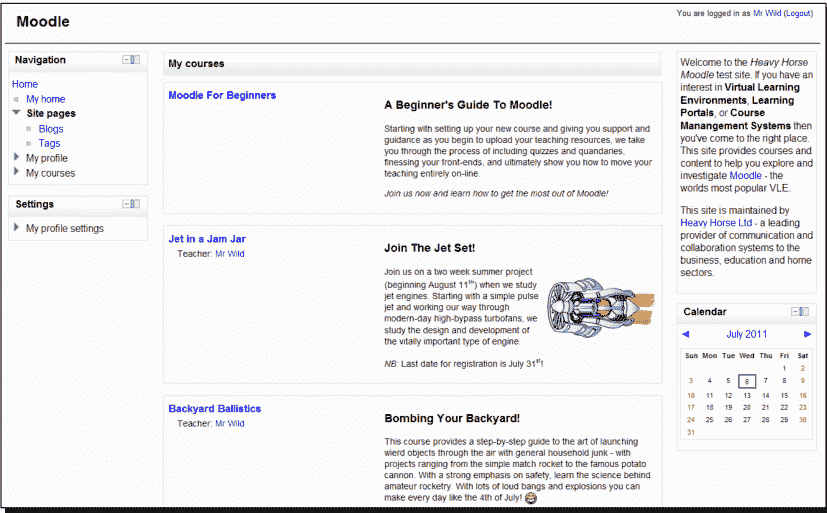 Moodle
You are logged in as Mr Wild (Logout)
Navigation
Home
My home
Site pages
Blogs
Tags
My profile
My courses
Settings
My profile settings
My courses
Moodle For Beginners
A Beginner's Guide To Moodle!
Starting with setting up your new course and giving you support and
guidance as you begin to upload your teaching resources, we take
you through the process of including quizzes and quandaries,
finessing your front-ends, and ultimately show you how to move your
teaching entirely on-line.
Join us now and learn how to get the most out of Moodle!
Jet in a Jam Jar
Teacher: Mr Wild
Join The Jet Set!
Join us on a two week summer project
(beginning August 11st) when we study
jet engines. Starting with a simple pulse
jet and working our way through
modern-day high-bypass turbofans, we
study the design and development of
the vitally important type of engine.
NB: Last date for registration is July 31st!
Backyard Ballistics
Teacher: Mr Wild
Bombing Your Backyard!
This course provides a step-by-step guide to the art of launching
wierd objects through the air with general household junk - with
projects ranging from the simple match rocket to the famous potato
cannon. With a strong emphasis on safety, learn the science behind
amateur rocketry. With lots of loud bangs and explosions you can
make every day like the 4th of July!
Welcome to the Heavy Horse
Moodle test site. If you have an
interest in Virtual Learning
Environments, Learning
Portals, or Course
Manangement Systems then
you've come to the right place.
This site provides courses and
content to help you explore and
investigate Moodle - the
worlds most popular VLE.
This site is maintained by
Heavy Horse Ltd - a leading
provider of communication and
collaboration systems to the
business, education and home
sectors.
Calendar
July 2011
Sun Mon Tue Wed Thu Fri Sat
1 2
3 4 5 6 7 8 9
10 11 12 13 14 15 16
17 18 19 20 21 22 23
24 25 26 27 28 29 30
31